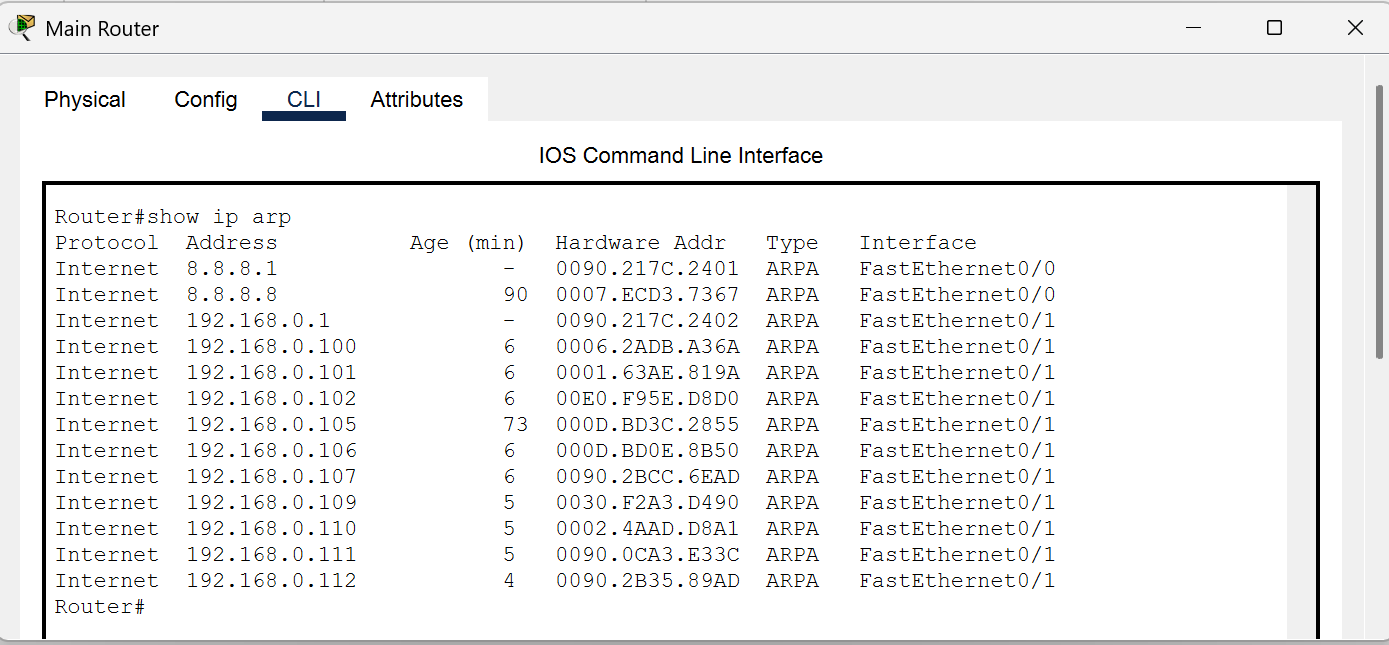 Main Router
Physical Config CLI Attributes
IOS Command Line Interface
Router#show ip arp
Protocol  Address          Age (min)  Hardware Addr   Type   Interface
Internet  8.8.8.1                 -   0090.217C.2401  ARPA   FastEthernet0/0
Internet  8.8.8.8                 90  0007.ECD3.7367  ARPA   FastEthernet0/0
Internet  192.168.0.1             -   0090.217C.2402  ARPA   FastEthernet0/1
Internet  192.168.0.100           6   0006.2ADB.A36A  ARPA   FastEthernet0/1
Internet  192.168.0.101           6   0001.63AE.819A  ARPA   FastEthernet0/1
Internet  192.168.0.102           6   00E0.F95E.D8D0  ARPA   FastEthernet0/1
Internet  192.168.0.105           73  000D.BD3C.2855  ARPA   FastEthernet0/1
Internet  192.168.0.106           6   000D.BD0E.8B50  ARPA   FastEthernet0/1
Internet  192.168.0.107           6   0090.2BCC.6EAD  ARPA   FastEthernet0/1
Internet  192.168.0.109           5   0030.F2A3.D490  ARPA   FastEthernet0/1
Internet  192.168.0.110           5   0002.4AAD.D8A1  ARPA   FastEthernet0/1
Internet  192.168.0.111           5   0090.0CA3.E33C  ARPA   FastEthernet0/1
Internet  192.168.0.112           4   0090.2B35.89AD  ARPA   FastEthernet0/1
Router#